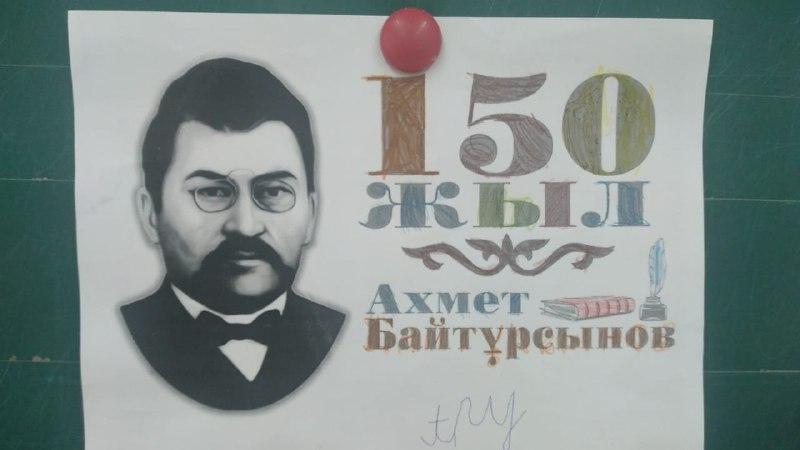 150
жыл
Ахмет
Байтұрсынов